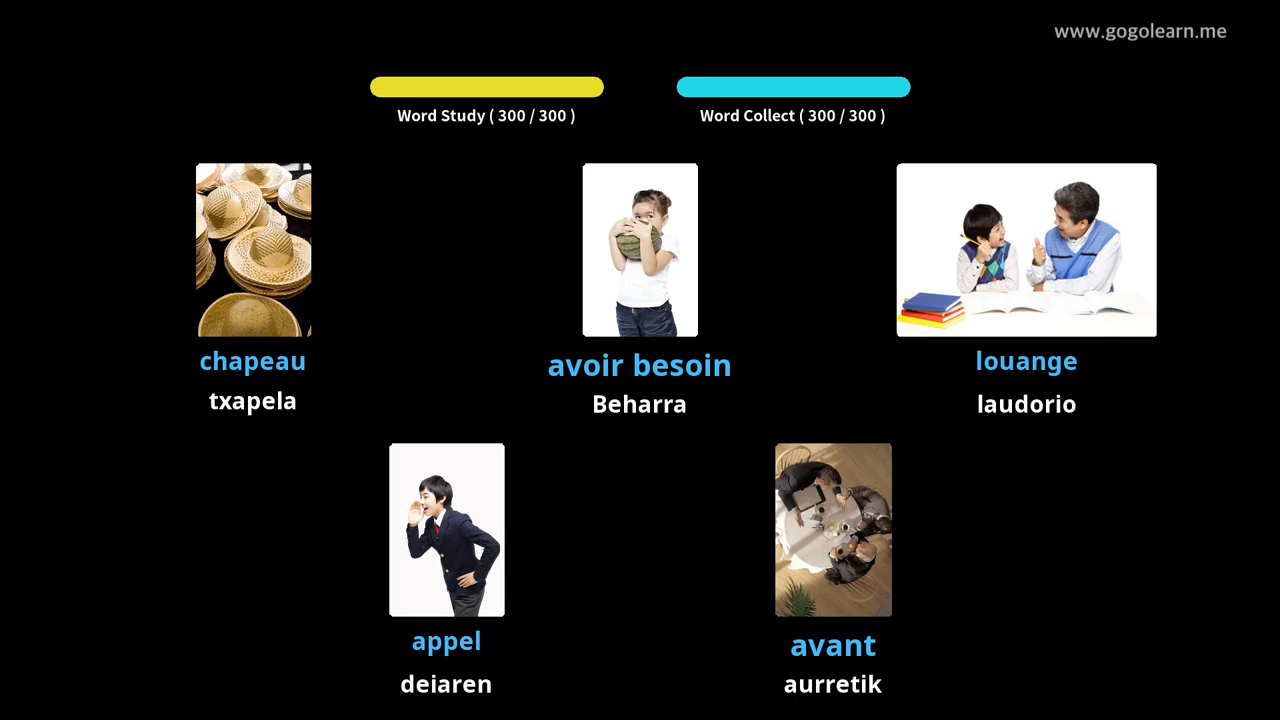 www.gogolearn.me
Word Study ( 300 / 300 )
Word Collect ( 300 / 300 )
chapeau
txapela
avoir besoin
Beharra
louange
laudorio
appel
deiaren
avant
aurretik